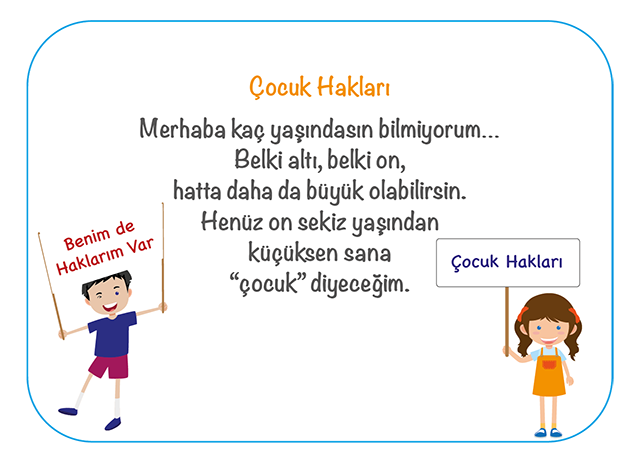 Çocuk Hakları
Merhaba kaç yaşındasın bilmiyorum...
Belki altı, belki on,
hatta daha da büyük olabilirsin.
Henüz on sekiz yaşından
küçüksen sana
“çocuk” diyeceğim.
Benim de
Haklarım Var
Çocuk Hakları